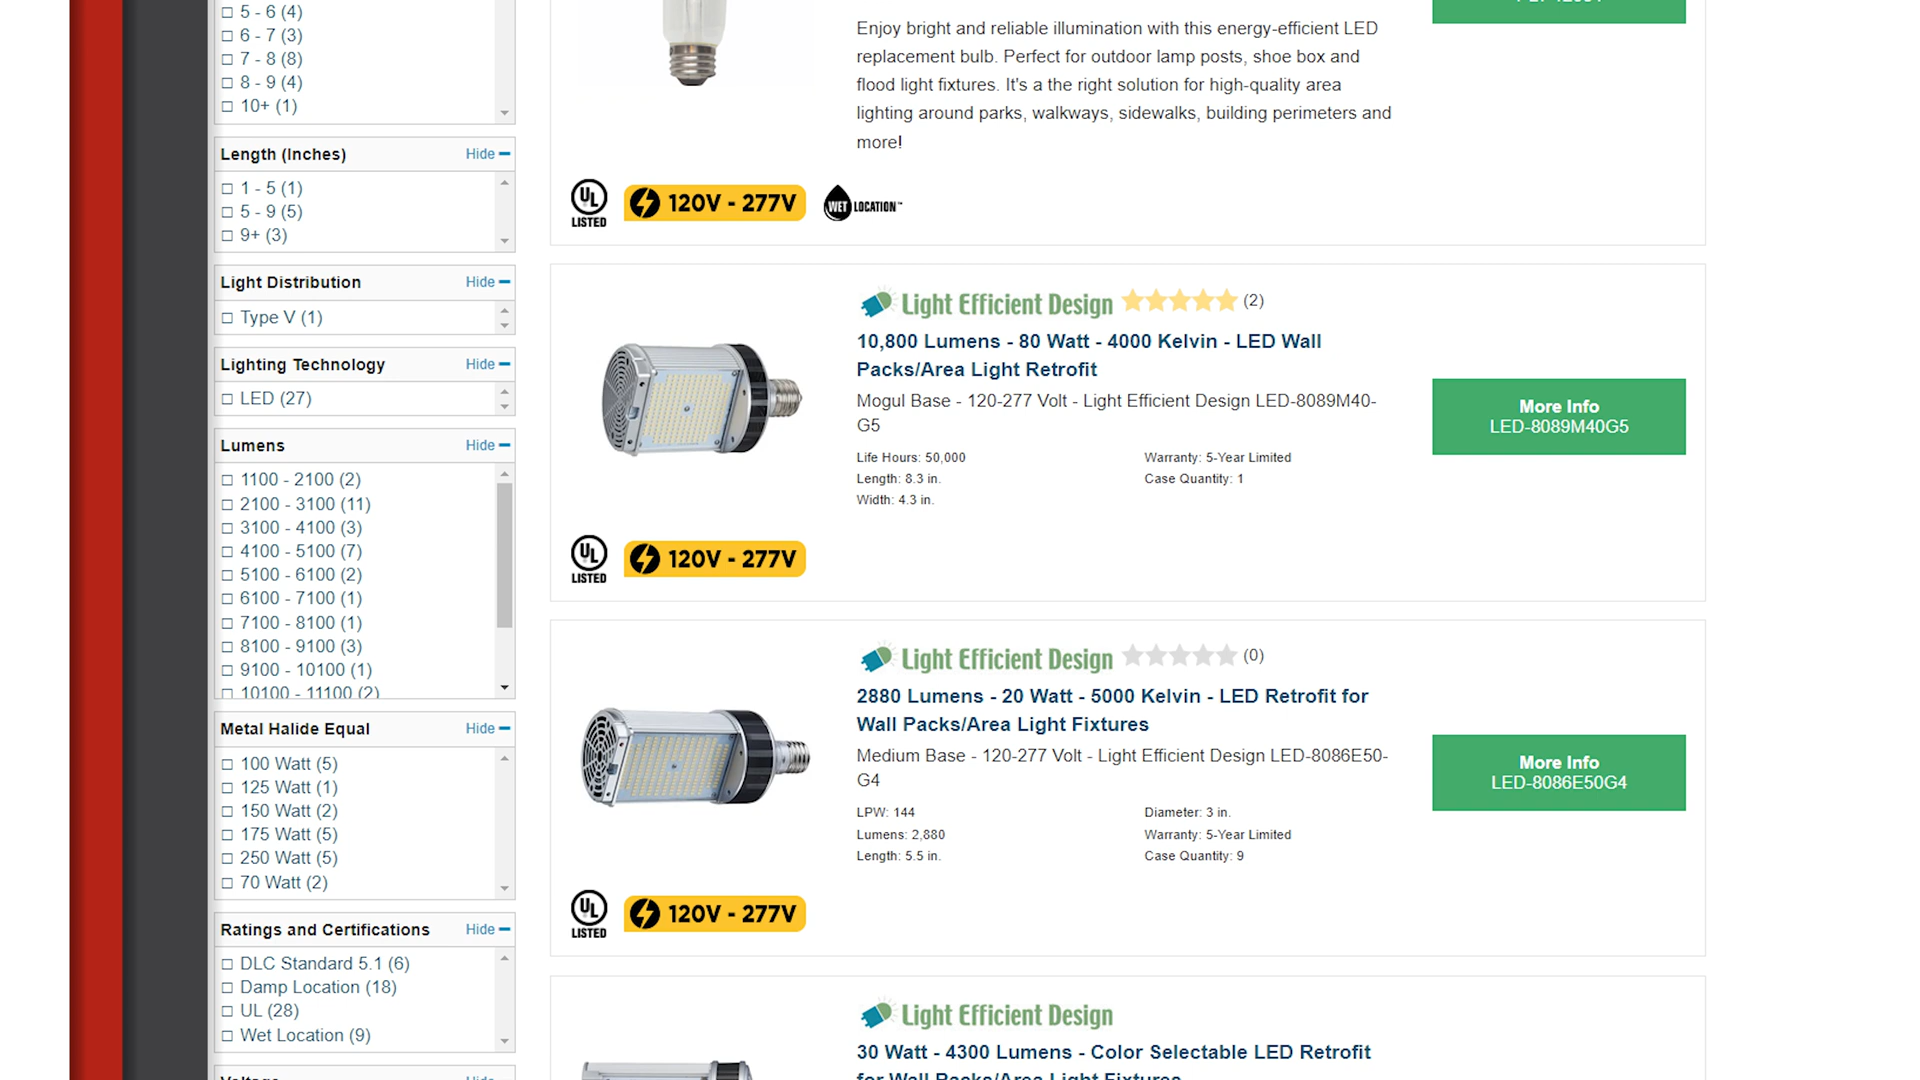 5 - 6 (4)
6 - 7 (3)
7 - 8 (8)
8 - 9 (4)
10+ (1)
Length (Inches) Hide
1 - 5 (1)
5 - 9 (5)
9+ (3)
Light Distribution Hide
Type V (1)
Lighting Technology Hide
LED (27)
Lumens Hide
1100 - 2100 (2)
2100 - 3100 (11)
3100 - 4100 (3)
4100 - 5100 (7)
5100 - 6100 (2)
6100 - 7100 (1)
7100 - 8100 (1)
8100 - 9100 (3)
9100 - 10100 (1)
10100 - 11100 (2)
Metal Halide Equal Hide
100 Watt (5)
125 Watt (1)
150 Watt (2)
175 Watt (5)
250 Watt (5)
70 Watt (2)
Ratings and Certifications Hide
DLC Standard 5.1 (6)
Damp Location (18)
UL (28)
Wet Location (9)
Voltage Hide
Enjoy bright and reliable illumination with this energy-efficient LED
replacement bulb. Perfect for outdoor lamp posts, shoe box and
flood light fixtures. It's a the right solution for high-quality area
lighting around parks, walkways, sidewalks, building perimeters and
more!
UL LISTED 120V - 277V WET LOCATION™
Light Efficient Design (2)
10,800 Lumens - 80 Watt - 4000 Kelvin - LED Wall
Packs/Area Light Retrofit
Mogul Base - 120-277 Volt - Light Efficient Design LED-8089M40-
G5
Life Hours: 50,000 Warranty: 5-Year Limited
Length: 8.3 in. Case Quantity: 1
Width: 4.3 in.
More Info
LED-8089M40G5
UL LISTED 120V - 277V
Light Efficient Design (0)
2880 Lumens - 20 Watt - 5000 Kelvin - LED Retrofit for
Wall Packs/Area Light Fixtures
Medium Base - 120-277 Volt - Light Efficient Design LED-8086E50-
G4
LPW: 144 Diameter: 3 in.
Lumens: 2,880 Warranty: 5-Year Limited
Length: 5.5 in. Case Quantity: 9
More Info
LED-8086E50G4
UL LISTED 120V - 277V
Light Efficient Design
30 Watt - 4300 Lumens - Color Selectable LED Retrofit
for Wall Packs/Area Light Fixtures